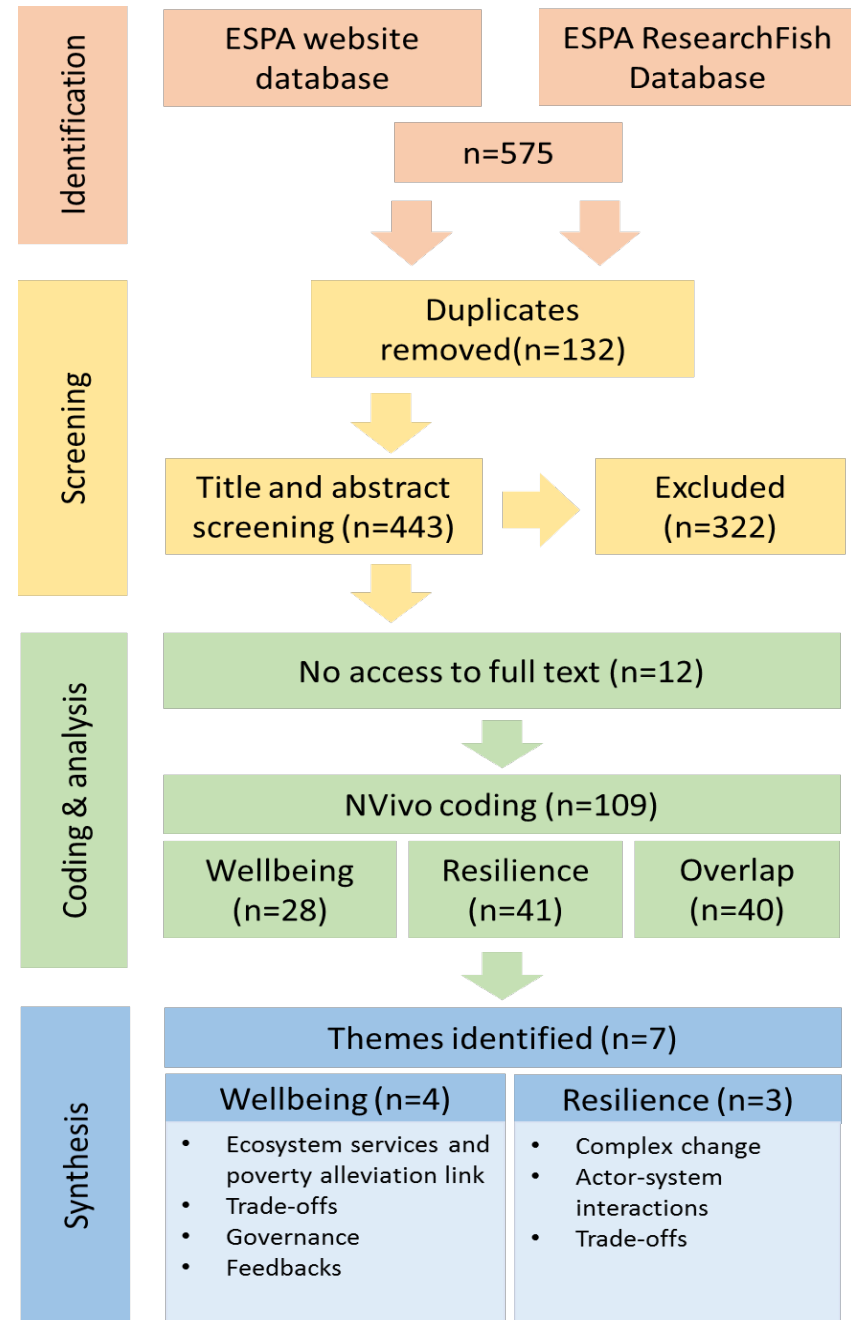 Identification
ESPA website
database
ESPA ResearchFish
Database
n=575
Screening
Duplicates
removed(n=132)
Title and abstract
screening (n=443)
Excluded
(n=322)
Coding & analysis
No access to full text (n=12)
NVivo coding (n=109)
Wellbeing
(n=28)
Resilience
(n=41)
Overlap
(n=40)
Synthesis
Themes identified (n=7)
Wellbeing (n=4)
• Ecosystem services and
poverty alleviation link
• Trade-offs
• Governance
• Feedbacks
Resilience (n=3)
• Complex change
• Actor-system
interactions
• Trade-offs